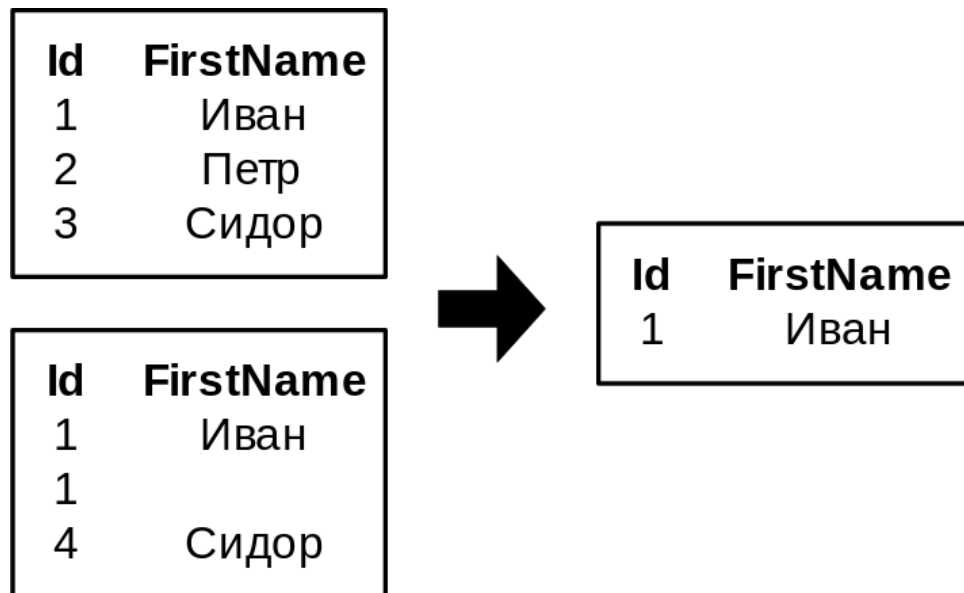 Id FirstName
1 Иван
2 Петр
3 Сидор
Id FirstName
1 Иван
1
4 Сидор
Id FirstName
1 Иван